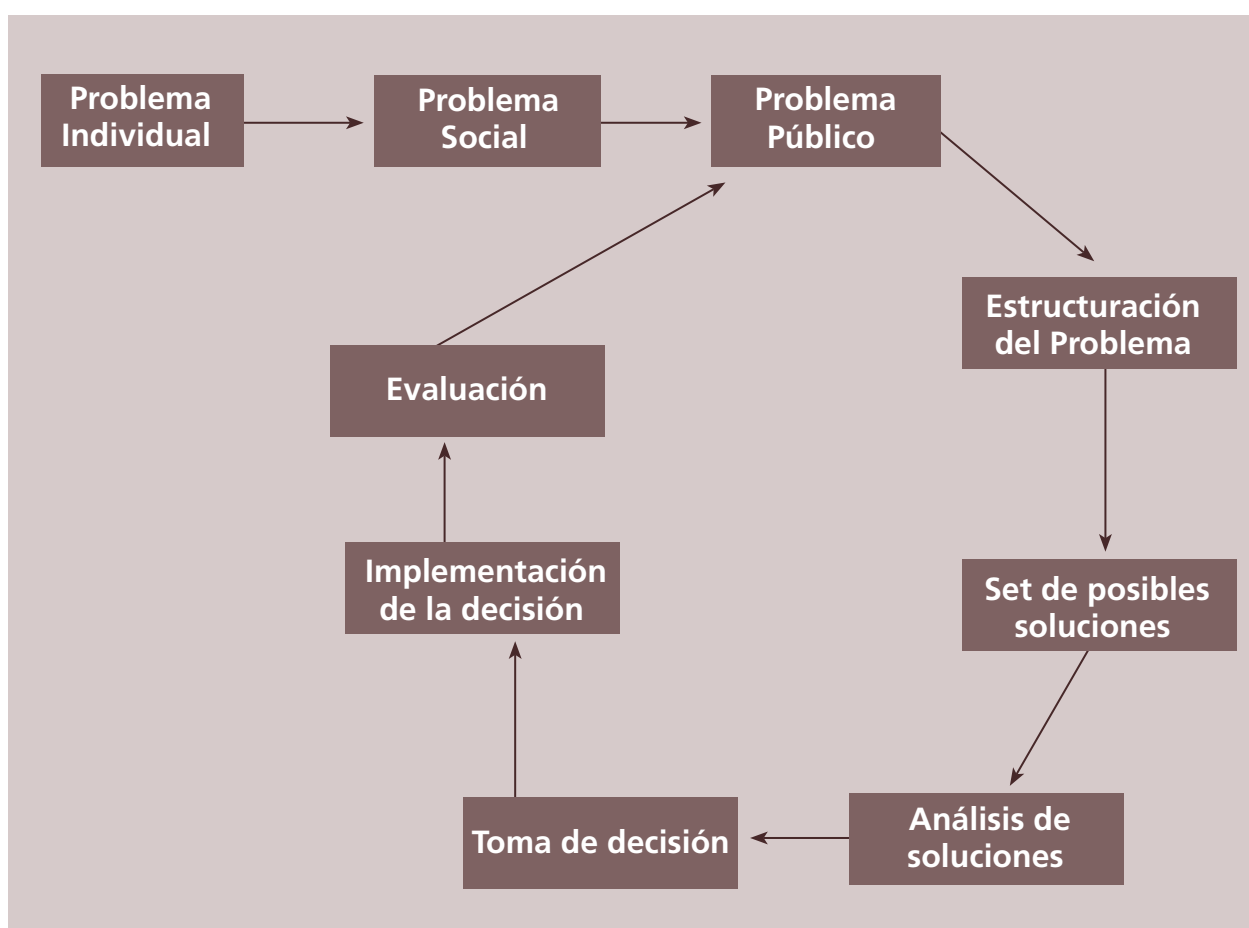 Problema
Individual
Problema
Social
Problema
Público
Estructuración
del Problema
Set de posibles
soluciones
Análisis de
soluciones
Toma de decisión
Implementación
de la decisión
Evaluación